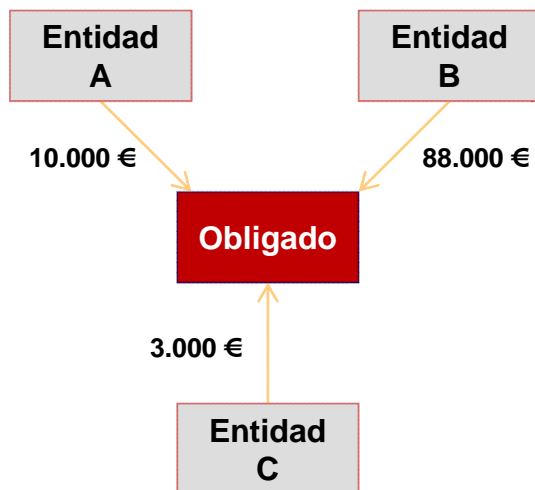 Entidad
A
Entidad
B
10.000 €
88.000 €
Obligado
3.000 €
Entidad
C